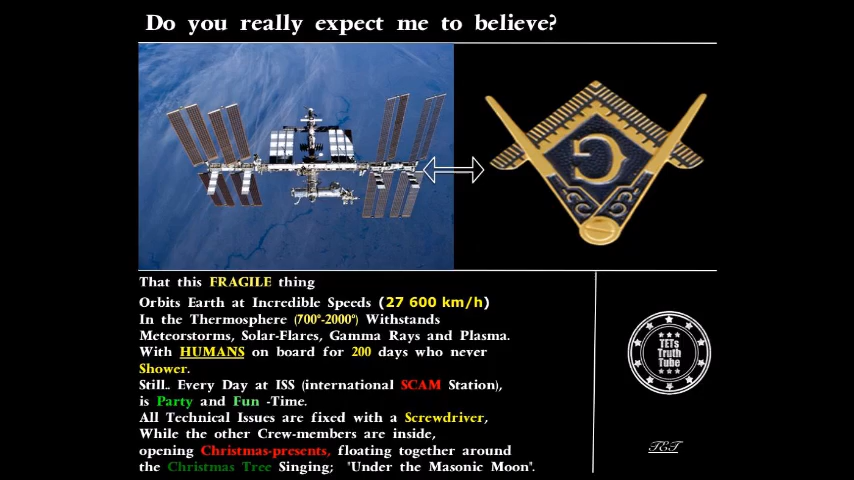 Do you really expect me to believe?
That this FRAGILE thing
Orbits Earth at Incredible Speeds (27 600 km/h)
In the Thermosphere (700°-2000°) Withstands
Meteorstorms, Solar-Flares, Gamma Rays and Plasma.
With HUMANS on board for 200 days who never
Shower.
Still.. Every Day at ISS (international SCAM Station),
is Party and Fun -Time.
All Technical Issues are fixed with a Screwdriver,
While the other Crew-members are inside,
opening Christmas-presents, floating together around
the Christmas Tree Singing; "Under the Masonic Moon".
TETs
Truth
Tube
TET